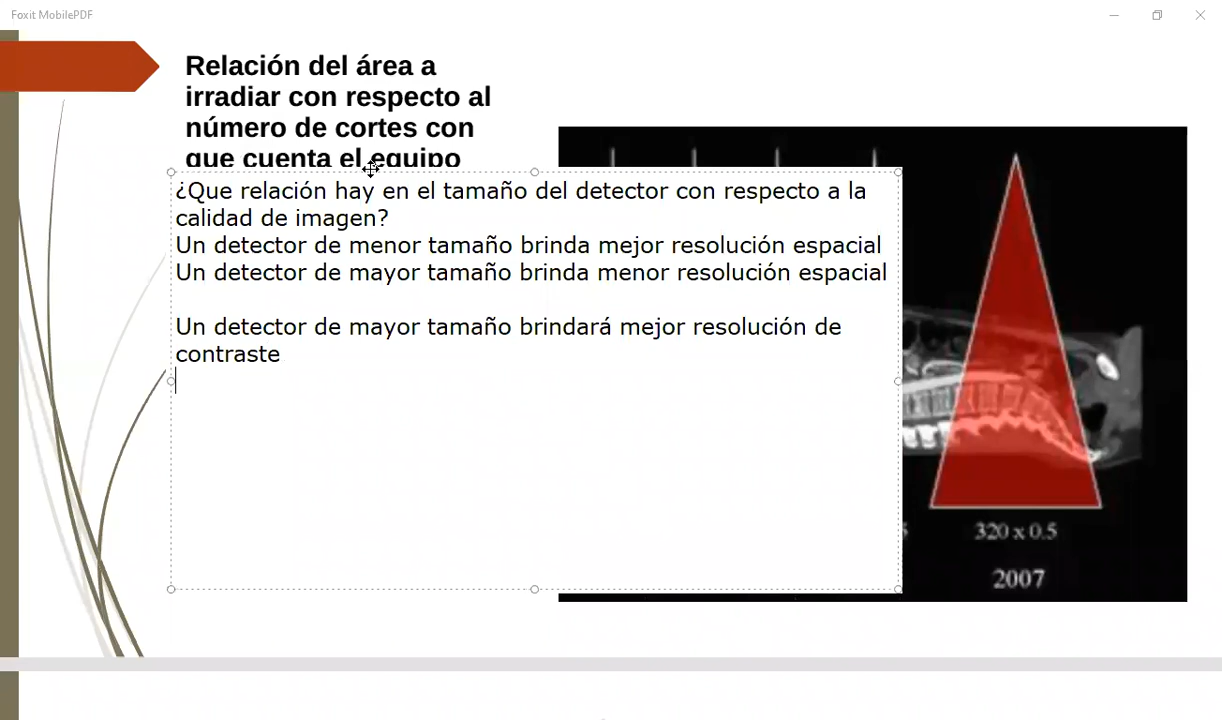 Foxit MobilePDF
Relación del área a
irradiar con respecto al
número de cortes con
que cuenta el equipo
¿Que relación hay en el tamaño del detector con respecto a la
calidad de imagen?
Un detector de menor tamaño brinda mejor resolución espacial
Un detector de mayor tamaño brinda menor resolución espacial
Un detector de mayor tamaño brindará mejor resolución de
contraste
320 x 0.5
2007